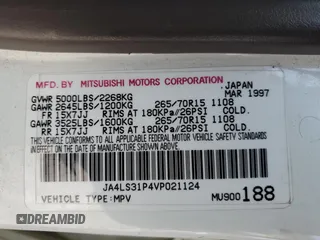 MFD. BY MITSUBISHI MOTORS CORPORATION
JAPAN
MAR 1997
GVWR 5000LBS/2268KG
GAWR 2645LBS/1200KG 265/70R15 110S
FR 15X7JJ RIMS AT 180KPA//26PSI COLD.
GAWR 3525LBS/1600KG 265/70R15 110S
RR 15X7JJ RIMS AT 180KPA//26PSI COLD.
THIS VEHICLE CONFORMS TO ALL APPLICABLE FEDERAL
MOTOR VEHICLE SAFETY STANDARDS IN EFFECT
ON THE DATE OF MANUFACTURE SHOWN ABOVE.
JA4LS31P4VP021124
VEHICLE TYPE: MPV MU900188
DREAMBID